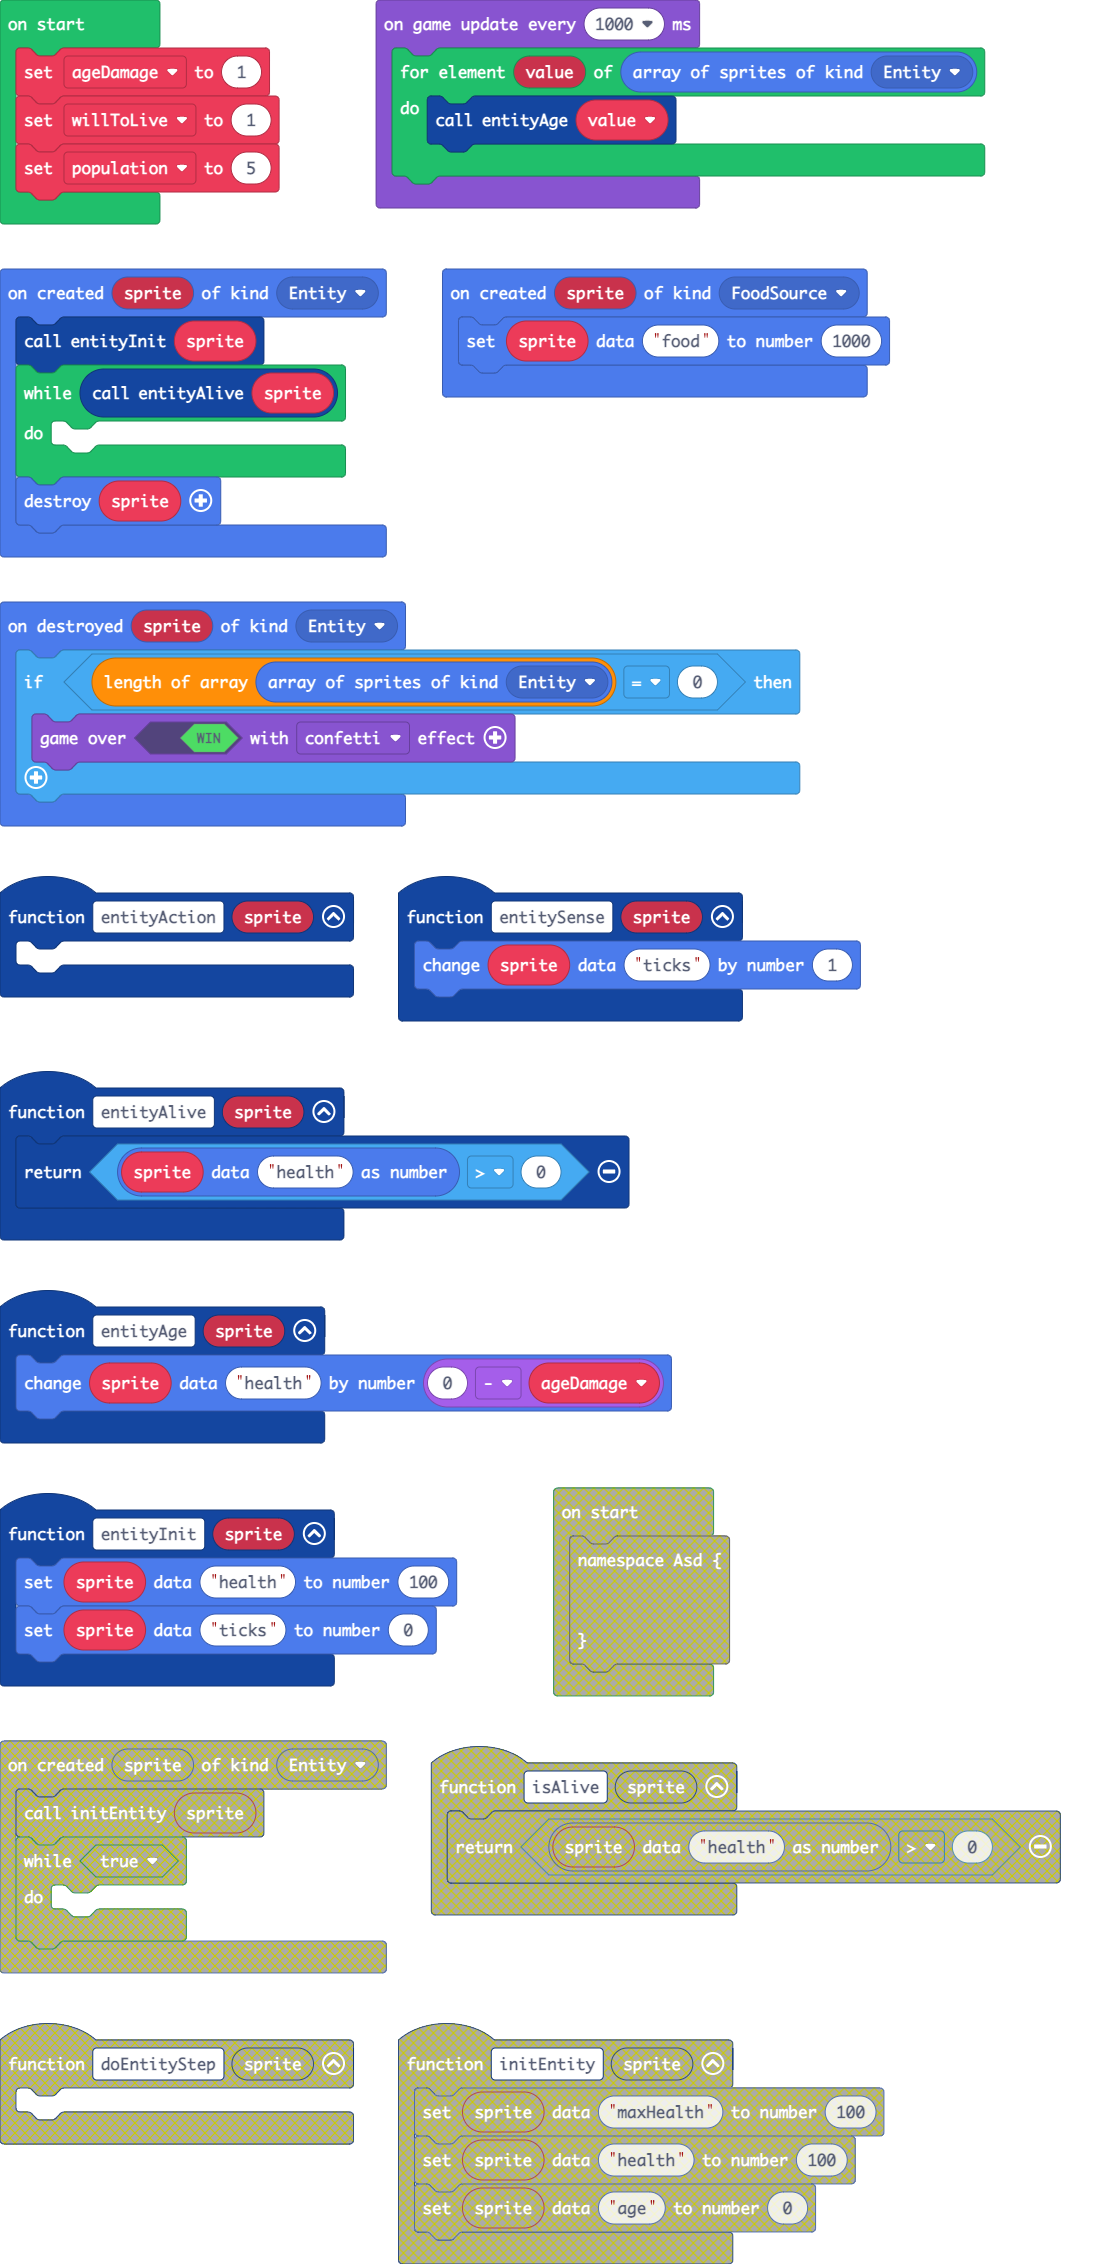 on start
set ageDamage to 1
set willToLive to 1
set population to 5
on game update every 1000 ms
for element value of array of sprites of kind Entity
do call entityAge value
on created sprite of kind Entity
call entityInit sprite
while call entityAlive sprite
do
destroy sprite
on created sprite of kind FoodSource
set sprite data "food" to number 1000
on destroyed sprite of kind Entity
if length of array array of sprites of kind Entity = 0 then
game over WIN with confetti effect
function entityAction sprite
function entitySense sprite
change sprite data "ticks" by number 1
function entityAlive sprite
return sprite data "health" as number > 0
function entityAge sprite
change sprite data "health" by number 0 - ageDamage
function entityInit sprite
set sprite data "health" to number 100
set sprite data "ticks" to number 0
on start
namespace Asd {
}
on created sprite of kind Entity
call initEntity sprite
while true
do
function isAlive sprite
return sprite data "health" as number > 0
function doEntityStep sprite
function initEntity sprite
set sprite data "maxHealth" to number 100
set sprite data "health" to number 100
set sprite data "age" to number 0